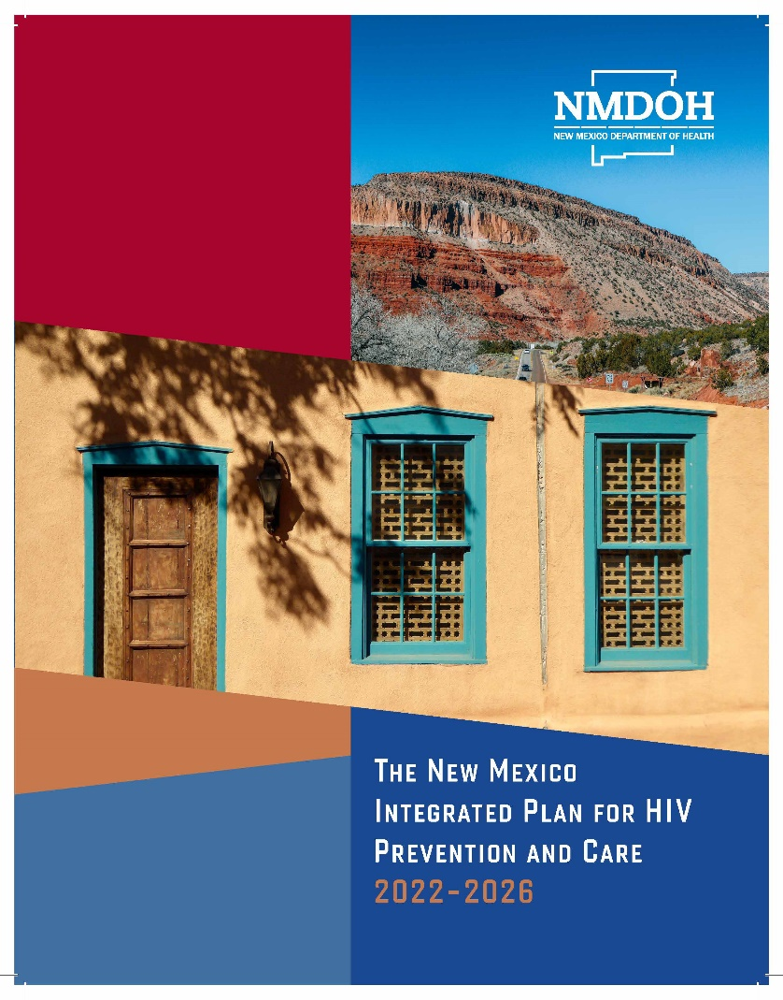 NMDOH
NEW MEXICO DEPARTMENT OF HEALTH
The New Mexico
Integrated Plan for HIV
Prevention and Care
2022-2026